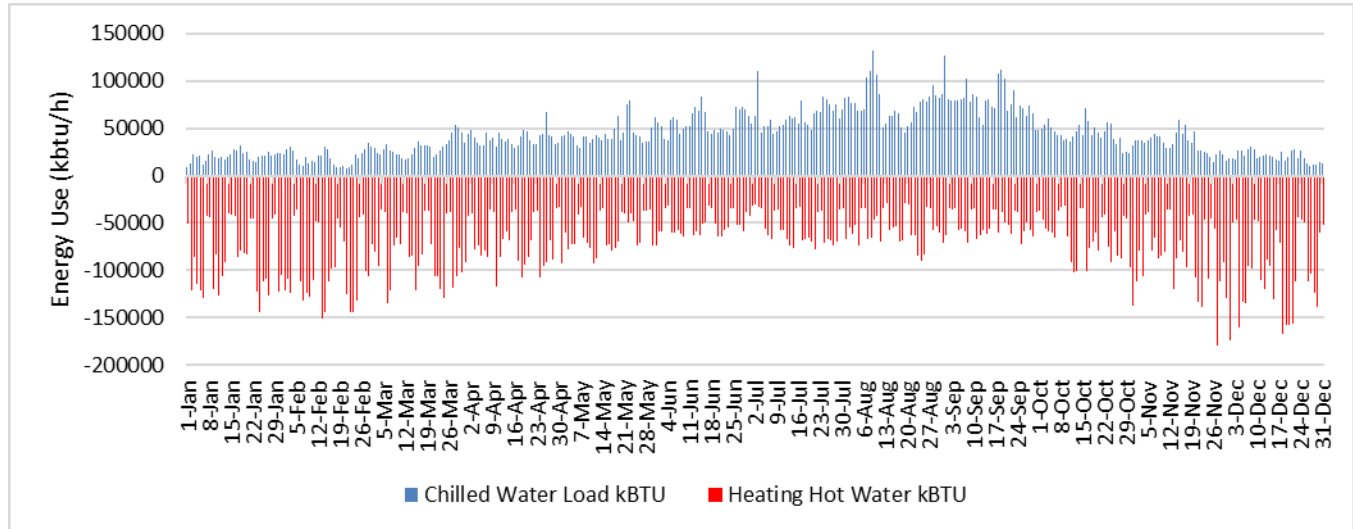 Energy Use (kbtu/h)
150000
100000
50000
0
-50000
-100000
-150000
-200000
1-Jan
8-Jan
15-Jan
22-Jan
29-Jan
5-Feb
12-Feb
19-Feb
26-Feb
5-Mar
12-Mar
19-Mar
26-Mar
2-Apr
9-Apr
16-Apr
23-Apr
30-Apr
7-May
14-May
21-May
28-May
4-Jun
11-Jun
18-Jun
25-Jun
2-Jul
9-Jul
16-Jul
23-Jul
30-Jul
6-Aug
13-Aug
20-Aug
27-Aug
3-Sep
10-Sep
17-Sep
24-Sep
1-Oct
8-Oct
15-Oct
22-Oct
29-Oct
5-Nov
12-Nov
19-Nov
26-Nov
3-Dec
10-Dec
17-Dec
24-Dec
31-Dec
Chilled Water Load kBTU
Heating Hot Water kBTU